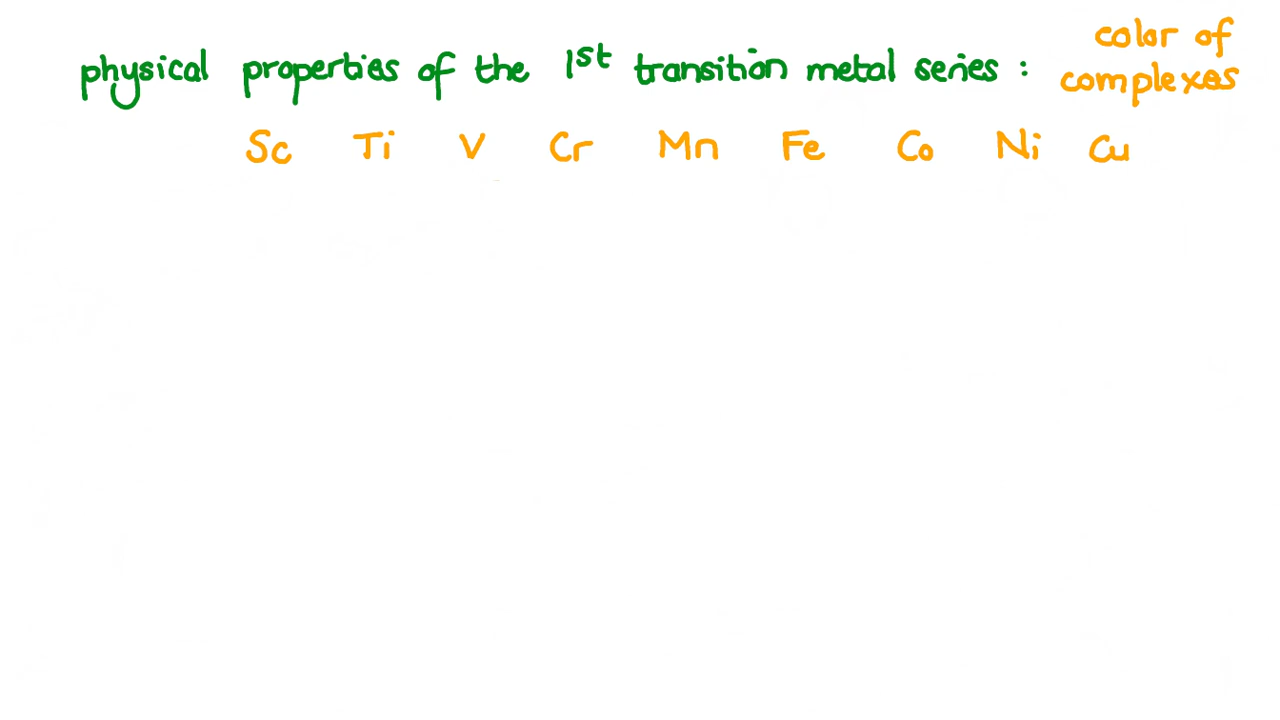 physical properties of the 1st transition metal series : color of
complexes
Sc Ti V Cr Mn Fe Co Ni Cu